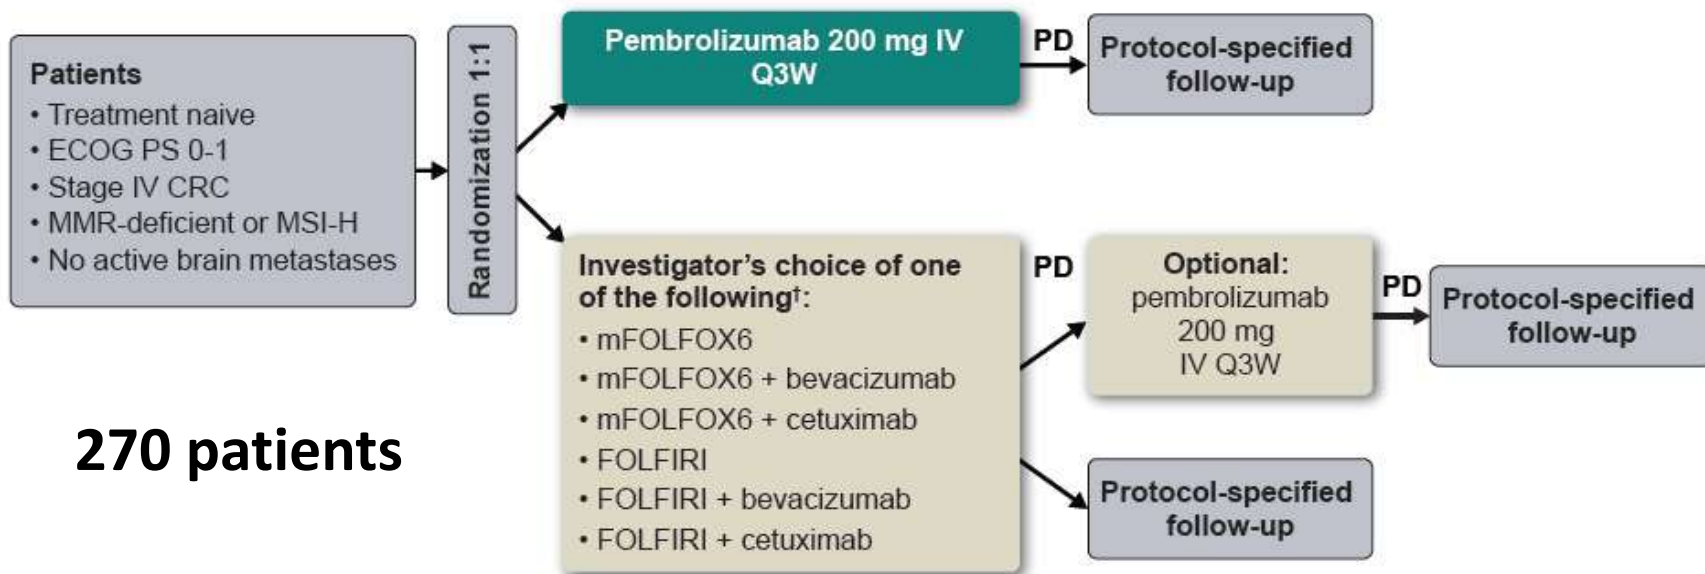 Patients
• Treatment naive
• ECOG PS 0-1
• Stage IV CRC
• MMR-deficient or MSI-H
• No active brain metastases
Randomization 1:1
Pembrolizumab 200 mg IV
Q3W
PD
Protocol-specified
follow-up
Investigator's choice of one
of the following†:
• mFOLFOX6
• mFOLFOX6 + bevacizumab
• mFOLFOX6 + cetuximab
• FOLFIRI
• FOLFIRI + bevacizumab
• FOLFIRI + cetuximab
PD
Optional:
pembrolizumab
200 mg
IV Q3W
PD
Protocol-specified
follow-up
Protocol-specified
follow-up
270 patients